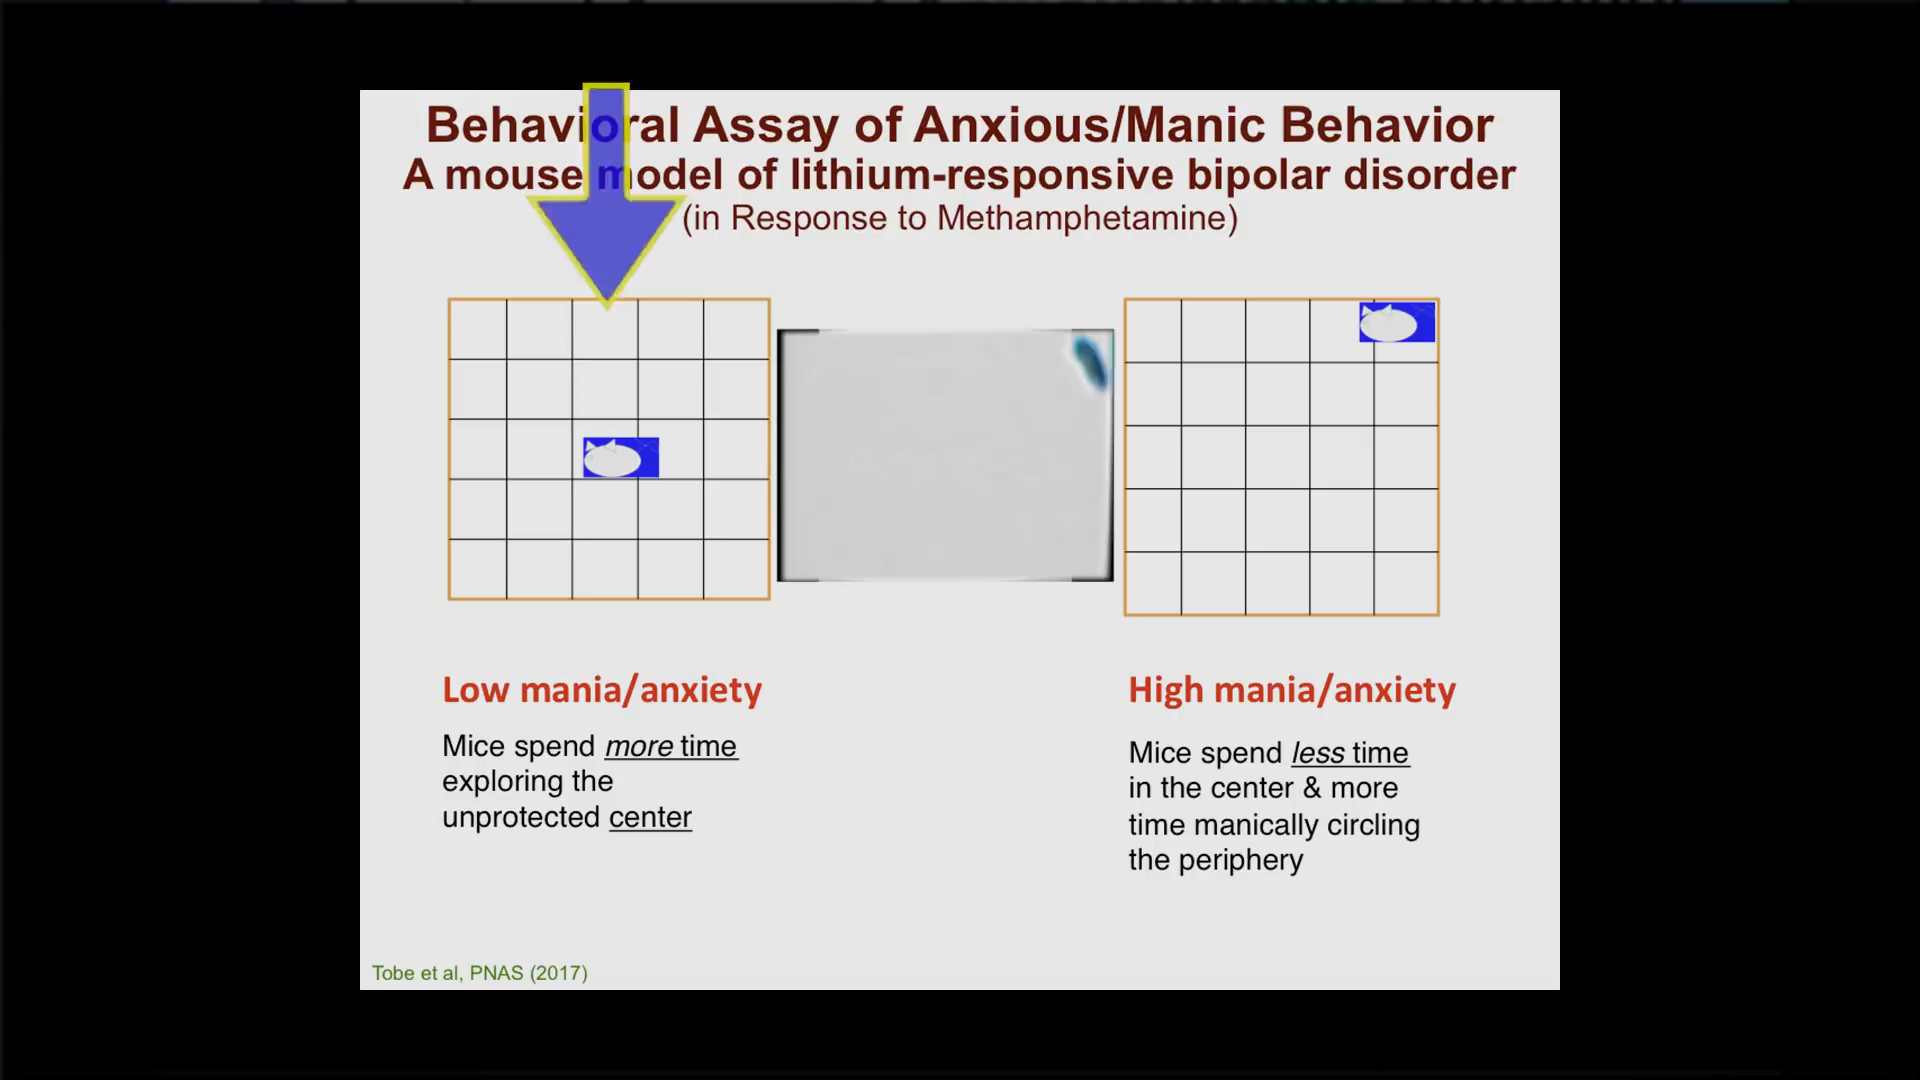 Behavioral Assay of Anxious/Manic Behavior
A mouse model of lithium-responsive bipolar disorder
(in Response to Methamphetamine)
Low mania/anxiety
Mice spend more time
exploring the
unprotected center
High mania/anxiety
Mice spend less time
in the center & more
time manically circling
the periphery
Tobe et al, PNAS (2017)